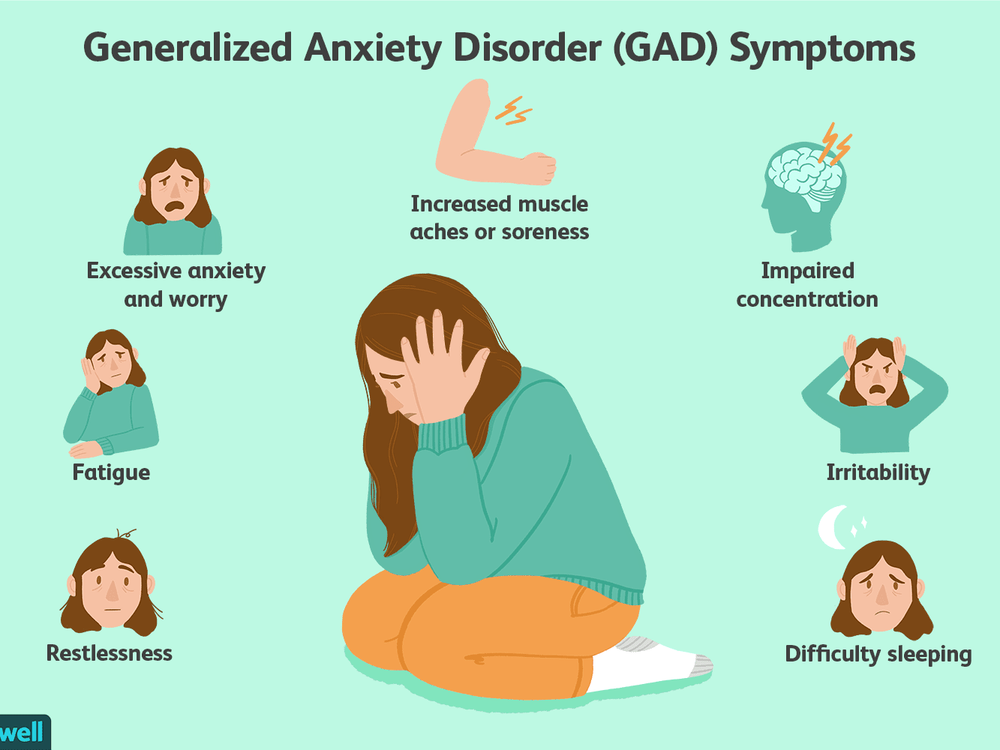 Generalized Anxiety Disorder (GAD) Symptoms
Increased muscle
aches or soreness
Excessive anxiety
and worry
Impaired
concentration
Fatigue
Irritability
Restlessness
Difficulty sleeping
well